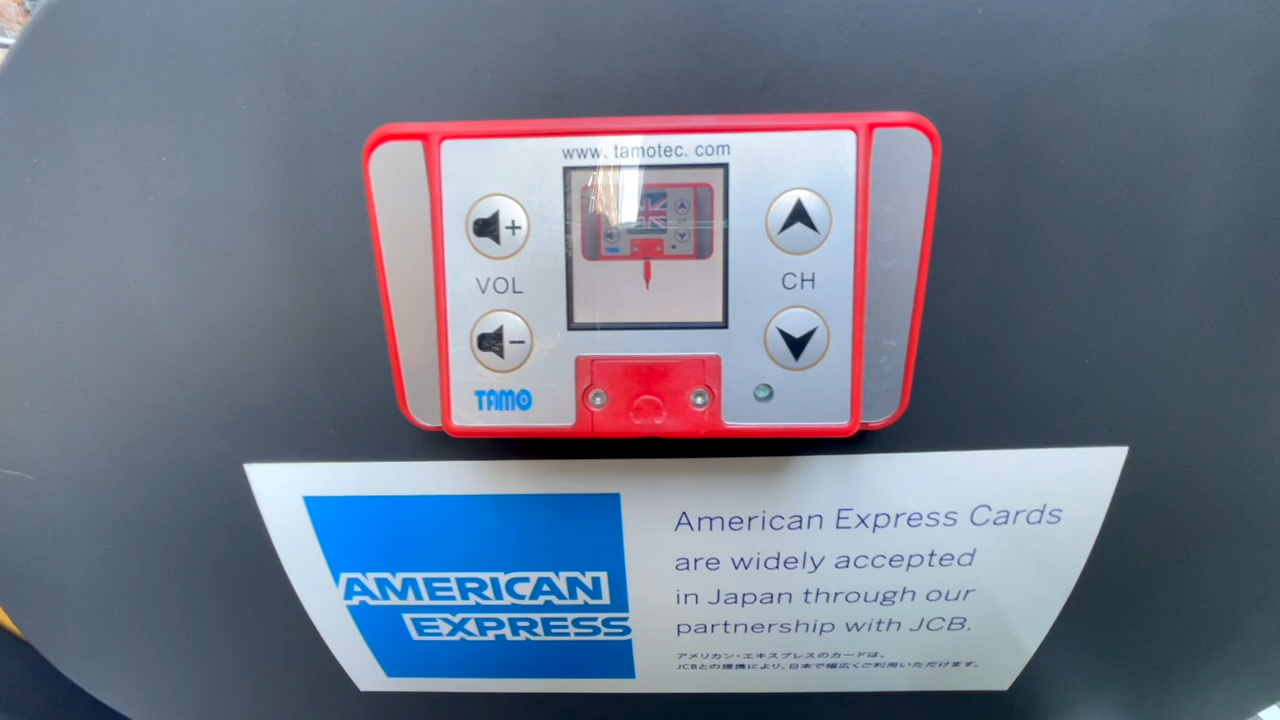 www.tamotec.com
+
VOL
CH
−
TAMO
AMERICAN
EXPRESS
American Express Cards
are widely accepted
in Japan through our
partnership with JCB.
アメリカン・エキスプレスのカードは、
JCBとの提携により、日本で幅広くご利用いただけます。